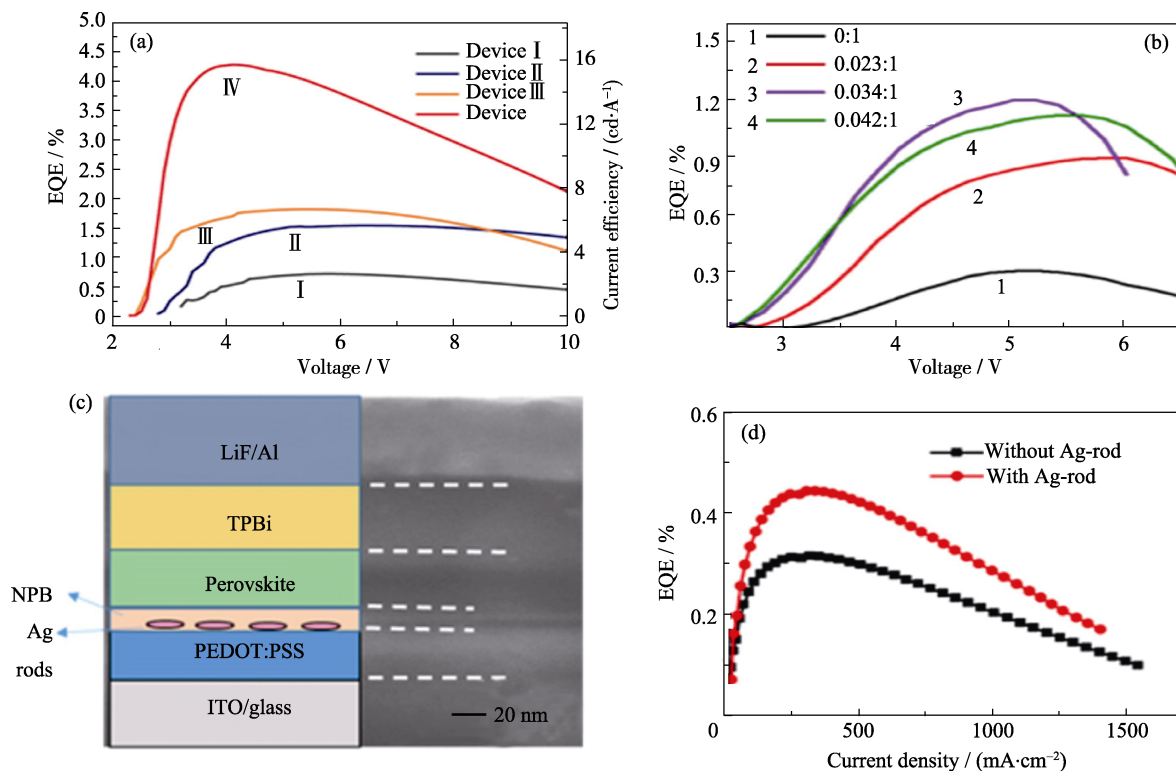 (a)
5.0
4.5
4.0
3.5
3.0
2.5
2.0
1.5
1.0
0.5
0
EQE / %
Device Ⅰ
Device Ⅱ
Device Ⅲ
Device
Ⅳ
Ⅲ
Ⅱ
Ⅰ
16
12
8
4
0
Current efficiency / (cd·A⁻¹)
2
4
6
8
10
Voltage / V
(b)
1.5
1.2
0.9
0.6
0.3
EQE / %
1 0:1
2 0.023:1
3 0.034:1
4 0.042:1
3
4
2
1
3
4
5
6
Voltage / V
(c)
LiF/Al
TPBi
Perovskite
NPB
Ag
rods
PEDOT:PSS
ITO/glass
20 nm
(d)
0.6
0.4
0.2
0
EQE / %
Without Ag-rod
With Ag-rod
500
1000
1500
Current density / (mA·cm⁻²)